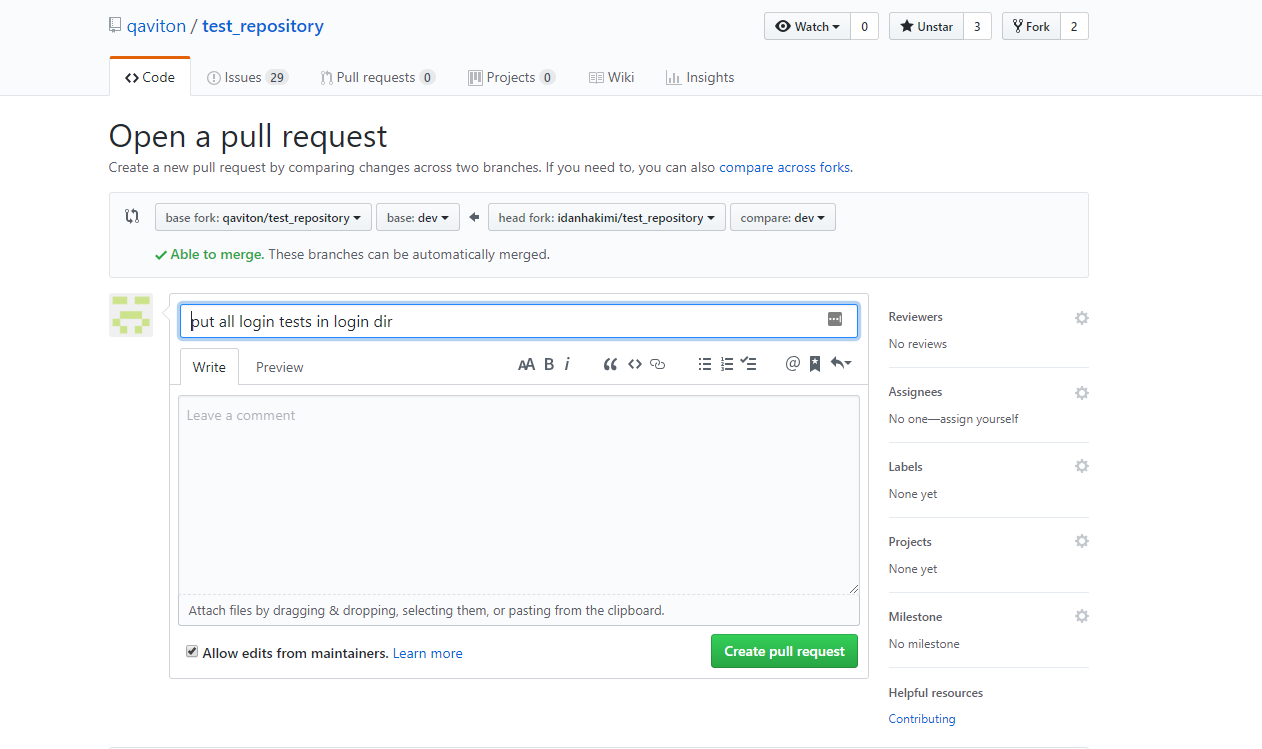 qaviton / test_repository
Watch 0 Unstar 3 Fork 2
Code Issues 29 Pull requests 0 Projects 0 Wiki Insights
Open a pull request
Create a new pull request by comparing changes across two branches. If you need to, you can also compare across forks.
base fork: qaviton/test_repository base: dev head fork: idanhakimi/test_repository compare: dev
Able to merge. These branches can be automatically merged.
put all login tests in login dir
Write Preview AA B i @
Leave a comment
Attach files by dragging & dropping, selecting them, or pasting from the clipboard.
Allow edits from maintainers. Learn more
Create pull request
Reviewers
No reviews
Assignees
No one—assign yourself
Labels
None yet
Projects
None yet
Milestone
No milestone
Helpful resources
Contributing